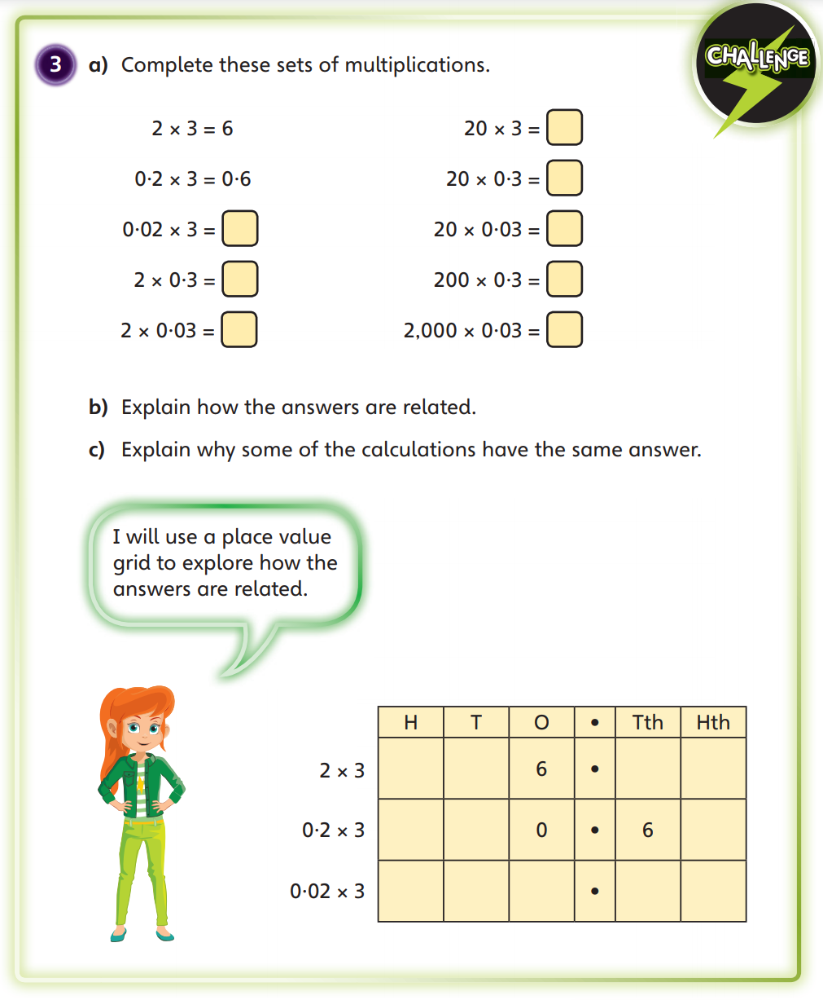 CHALLENGE
3 a) Complete these sets of multiplications.
2 × 3 = 6
0·2 × 3 = 0·6
0·02 × 3 =
2 × 0·3 =
2 × 0·03 =
20 × 3 =
20 × 0·3 =
20 × 0·03 =
200 × 0·3 =
2,000 × 0·03 =
b) Explain how the answers are related.
c) Explain why some of the calculations have the same answer.
I will use a place value
grid to explore how the
answers are related.
H T O • Tth Hth
2 × 3 6 •
0·2 × 3 0 • 6
0·02 × 3 •